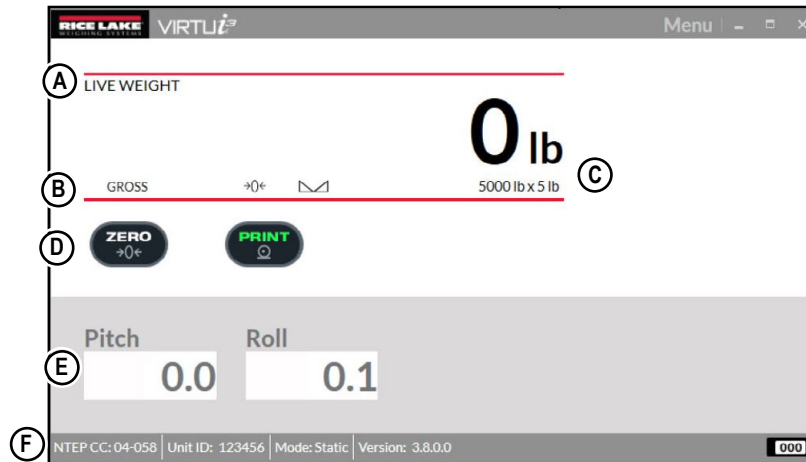 RICE LAKE VIRTUi³ Menu
WEIGHING SYSTEMS
A
LIVE WEIGHT
0 lb
B GROSS →0← 5000 lb x 5 lb C
D ZERO PRINT
→0←
Pitch Roll
E 0.0 0.1
F NTEP CC: 04-058 Unit ID: 123456 Mode: Static Version: 3.8.0.0 000